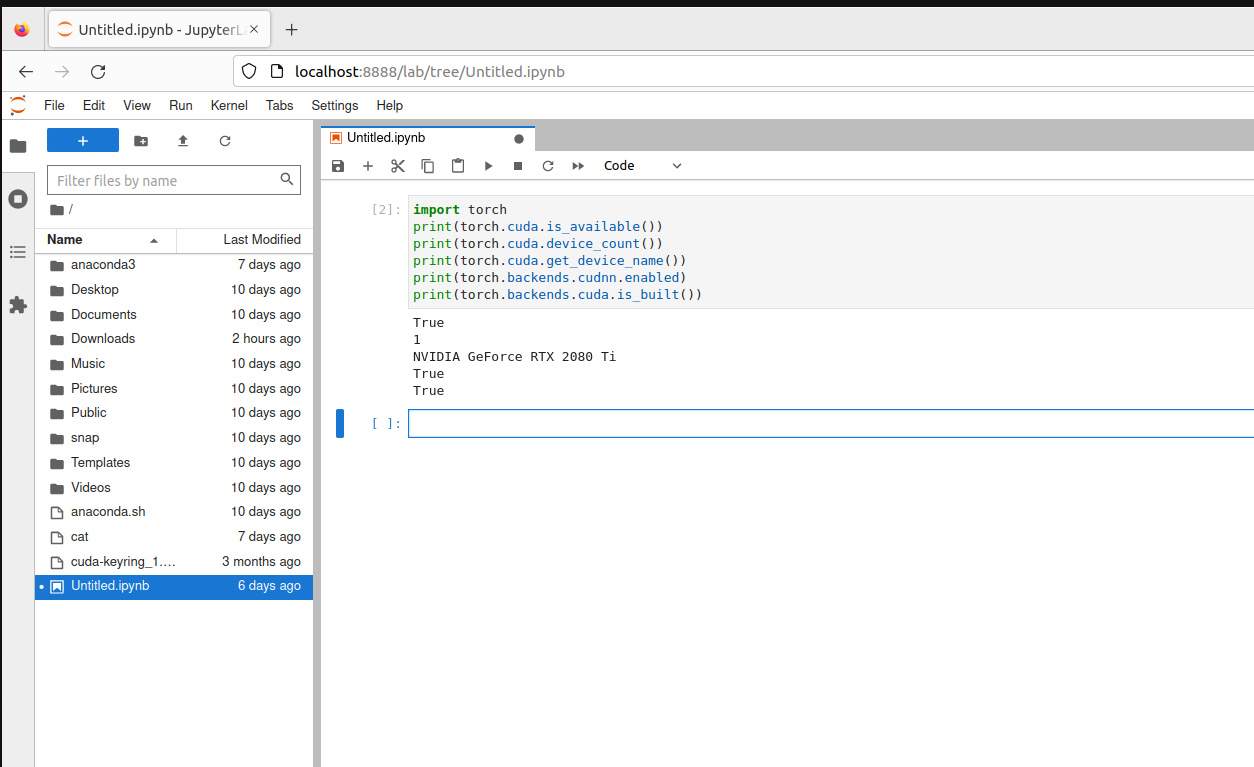 Untitled.ipynb - JupyterL
localhost:8888/lab/tree/Untitled.ipynb
File Edit View Run Kernel Tabs Settings Help
Untitled.ipynb
Code
Filter files by name
/
Name Last Modified
anaconda3 7 days ago
Desktop 10 days ago
Documents 10 days ago
Downloads 2 hours ago
Music 10 days ago
Pictures 10 days ago
Public 10 days ago
snap 10 days ago
Templates 10 days ago
Videos 10 days ago
anaconda.sh 10 days ago
cat 7 days ago
cuda-keyring_1.… 3 months ago
Untitled.ipynb 6 days ago
[2]: import torch
print(torch.cuda.is_available())
print(torch.cuda.device_count())
print(torch.cuda.get_device_name())
print(torch.backends.cudnn.enabled)
print(torch.backends.cuda.is_built())
True
1
NVIDIA GeForce RTX 2080 Ti
True
True
[ ]: